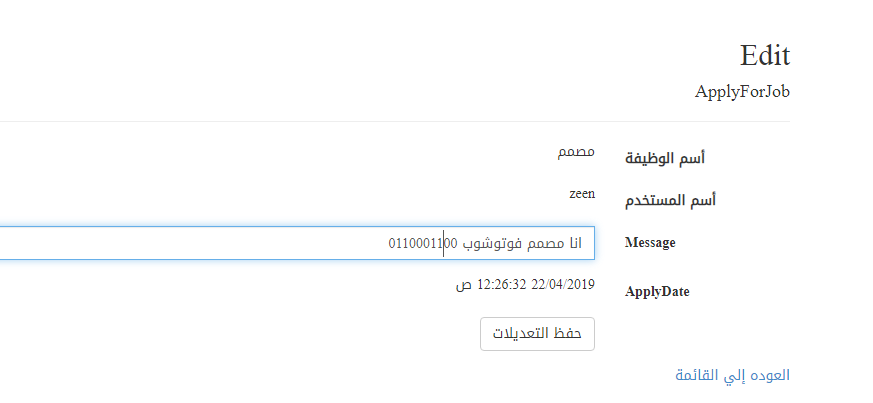 Edit
ApplyForJob
أسم الوظيفة مصمم
أسم المستخدم zeen
Message انا مصمم فوتوشوب 0110001100
ApplyDate 22/04/2019 12:26:32 ص
حفظ التعديلات
العوده إلي القائمة